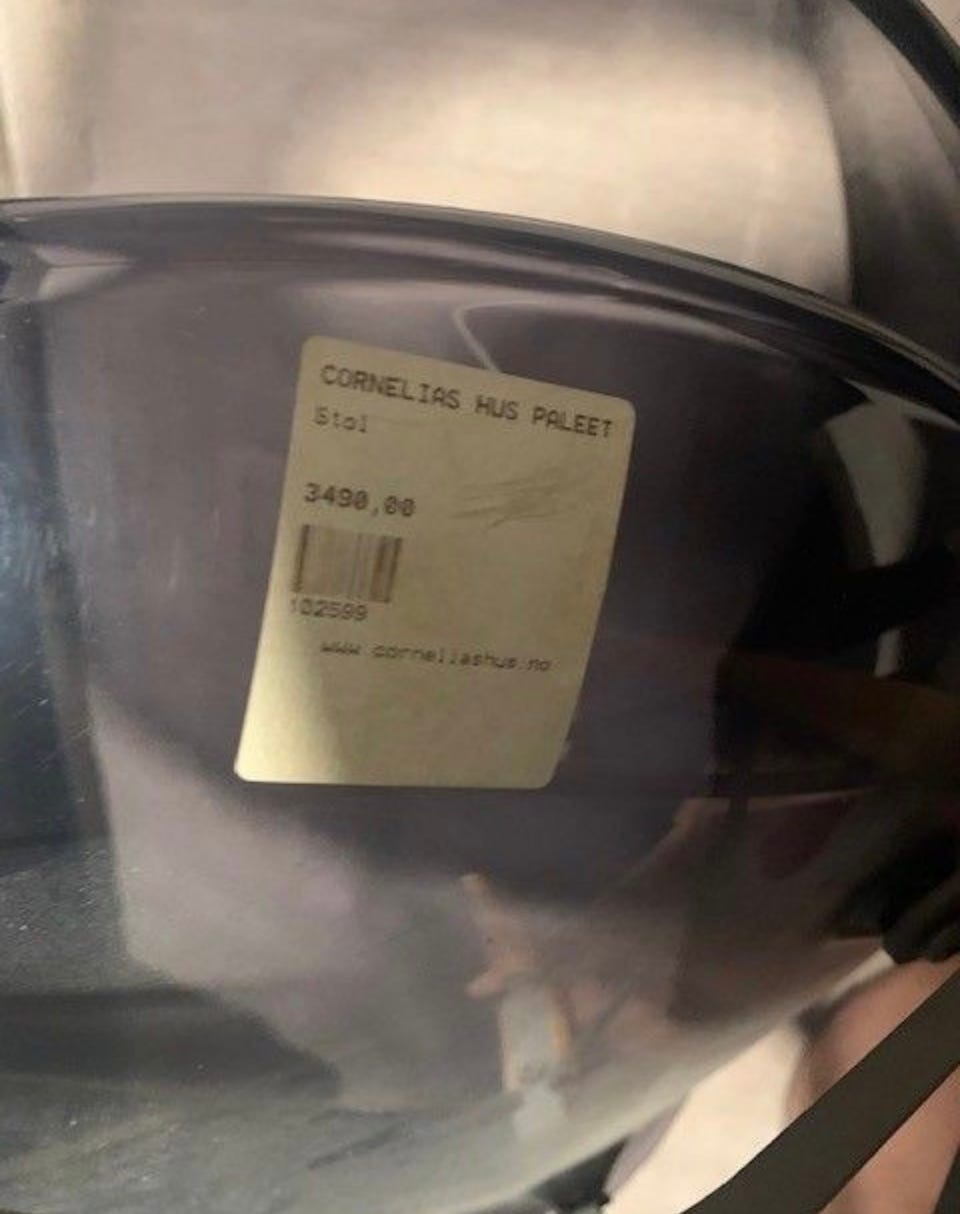 CORNELIAS HUS PALEET
Stol
3490,00
102599
www.corneliashus.no